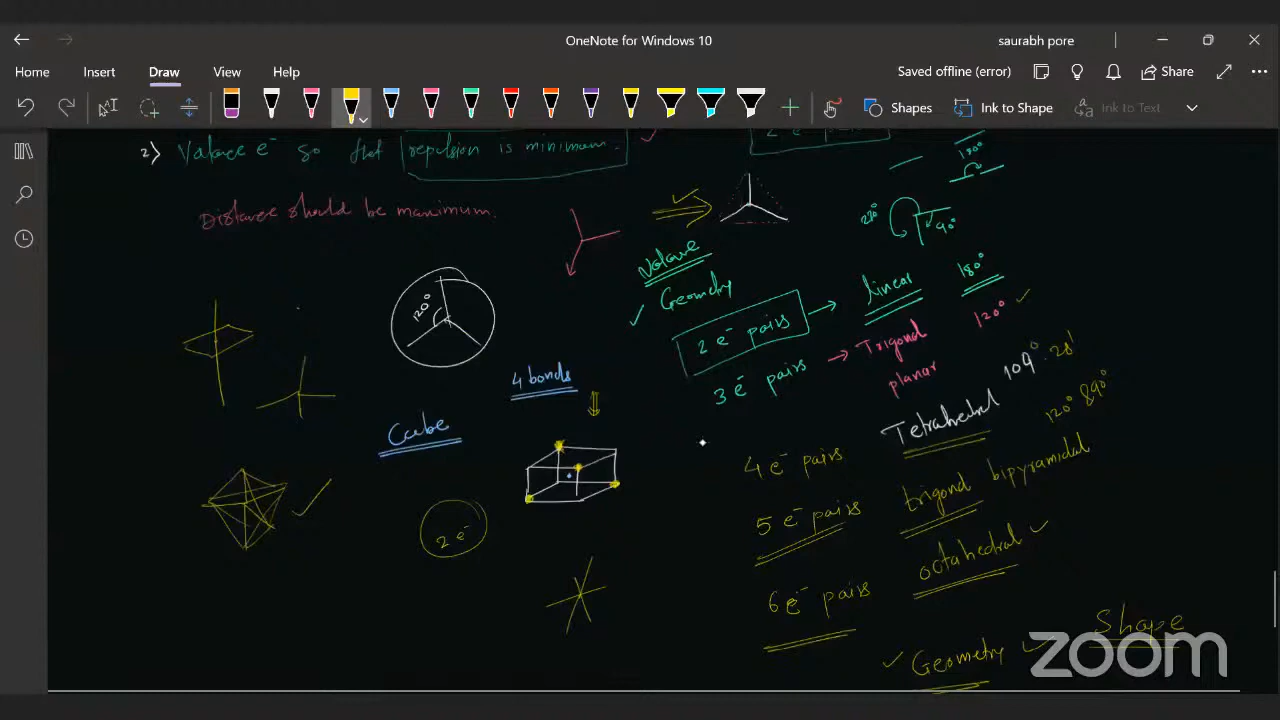 OneNote for Windows 10
saurabh pore
Home Insert Draw View Help
Saved offline (error)
Share
Shapes
Ink to Shape
Ink to Text
2) Valence e⁻ so that repulsion is minimum.
Distance should be maximum.
180°
270°
90°
Valence
✓ Geometry
2 e⁻ pairs → linear 180°
3 e⁻ pairs → Trigonal planar 120° ✓
4 e⁻ pairs Tetrahedral 109°.28'
5 e⁻ pairs trigonal bipyramidal 120° & 90°
6 e⁻ pairs octahedral ✓
✓ Geometry ✓ Shape
120°
4 bonds
Cube
2 e⁻
zoom